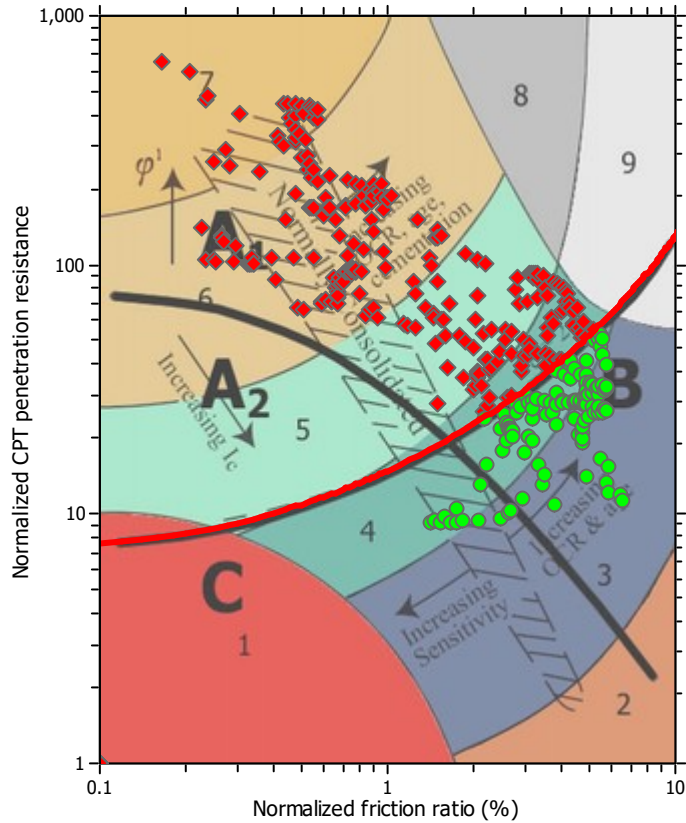 1,000
100
10
1
0.1
1
10
Normalized CPT penetration resistance
Normalized friction ratio (%)
7
8
9
φ'
A1
6
Normally
Consolidated
Increasing
OCR, age,
cementation
A2
Increasing Ic
5
B
4
Increasing
OCR & age
3
C
1
Increasing
Sensitivity
2